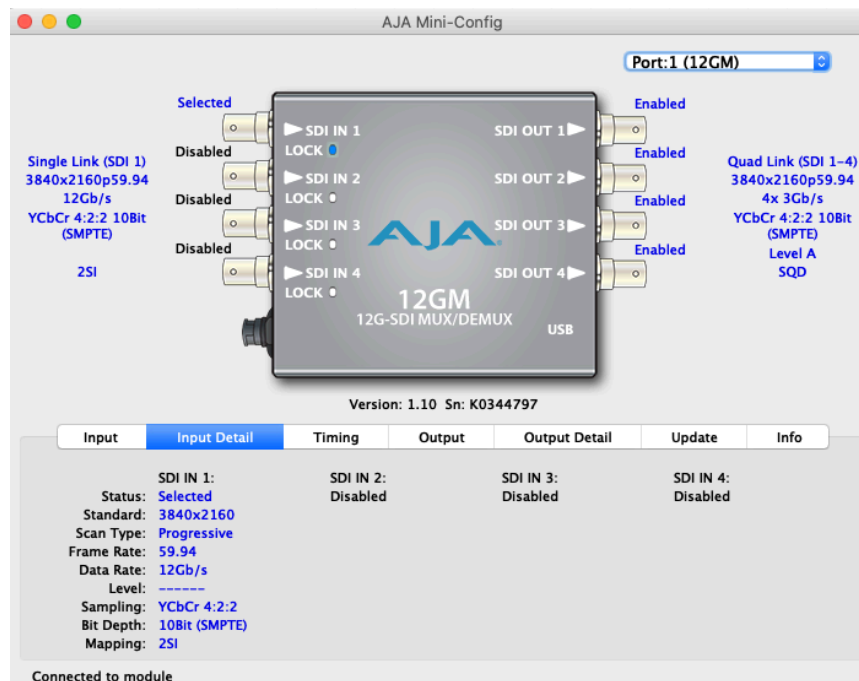 AJA Mini-Config
Port:1 (12GM)
Selected
Enabled
SDI IN 1
SDI OUT 1
LOCK
Disabled
Enabled
SDI IN 2
SDI OUT 2
LOCK
Disabled
Enabled
SDI IN 3
SDI OUT 3
LOCK
Disabled
Enabled
SDI IN 4
SDI OUT 4
LOCK
Single Link (SDI 1)
3840x2160p59.94
12Gb/s
YCbCr 4:2:2 10Bit
(SMPTE)
2SI
Quad Link (SDI 1-4)
3840x2160p59.94
4x 3Gb/s
YCbCr 4:2:2 10Bit
(SMPTE)
Level A
SQD
AJA
12GM
12G-SDI MUX/DEMUX
USB
Version: 1.10 Sn: K0344797
Input Input Detail Timing Output Output Detail Update Info
SDI IN 1: SDI IN 2: SDI IN 3: SDI IN 4:
Status: Selected Disabled Disabled Disabled
Standard: 3840x2160
Scan Type: Progressive
Frame Rate: 59.94
Data Rate: 12Gb/s
Level: ------
Sampling: YCbCr 4:2:2
Bit Depth: 10Bit (SMPTE)
Mapping: 2SI
Connected to module